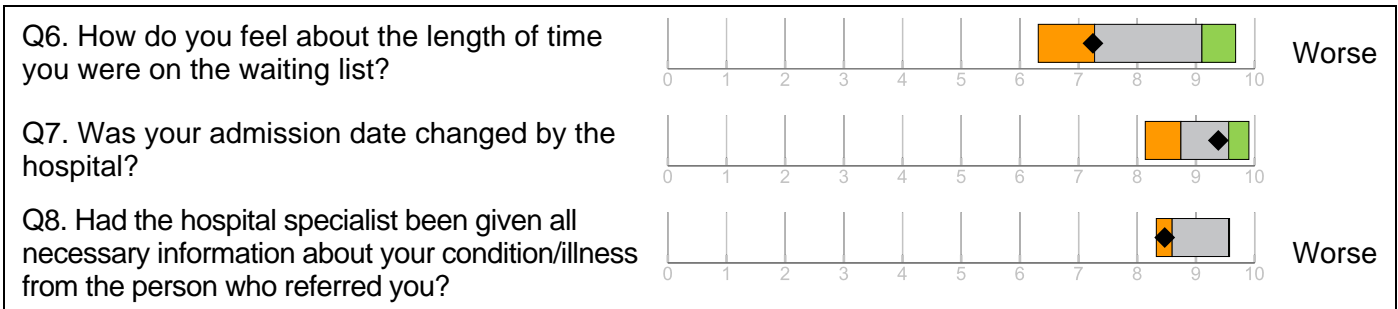 Q6. How do you feel about the length of time
you were on the waiting list?
Worse
0 1 2 3 4 5 6 7 8 9 10
Q7. Was your admission date changed by the
hospital?
0 1 2 3 4 5 6 7 8 9 10
Q8. Had the hospital specialist been given all
necessary information about your condition/illness
from the person who referred you?
Worse
0 1 2 3 4 5 6 7 8 9 10